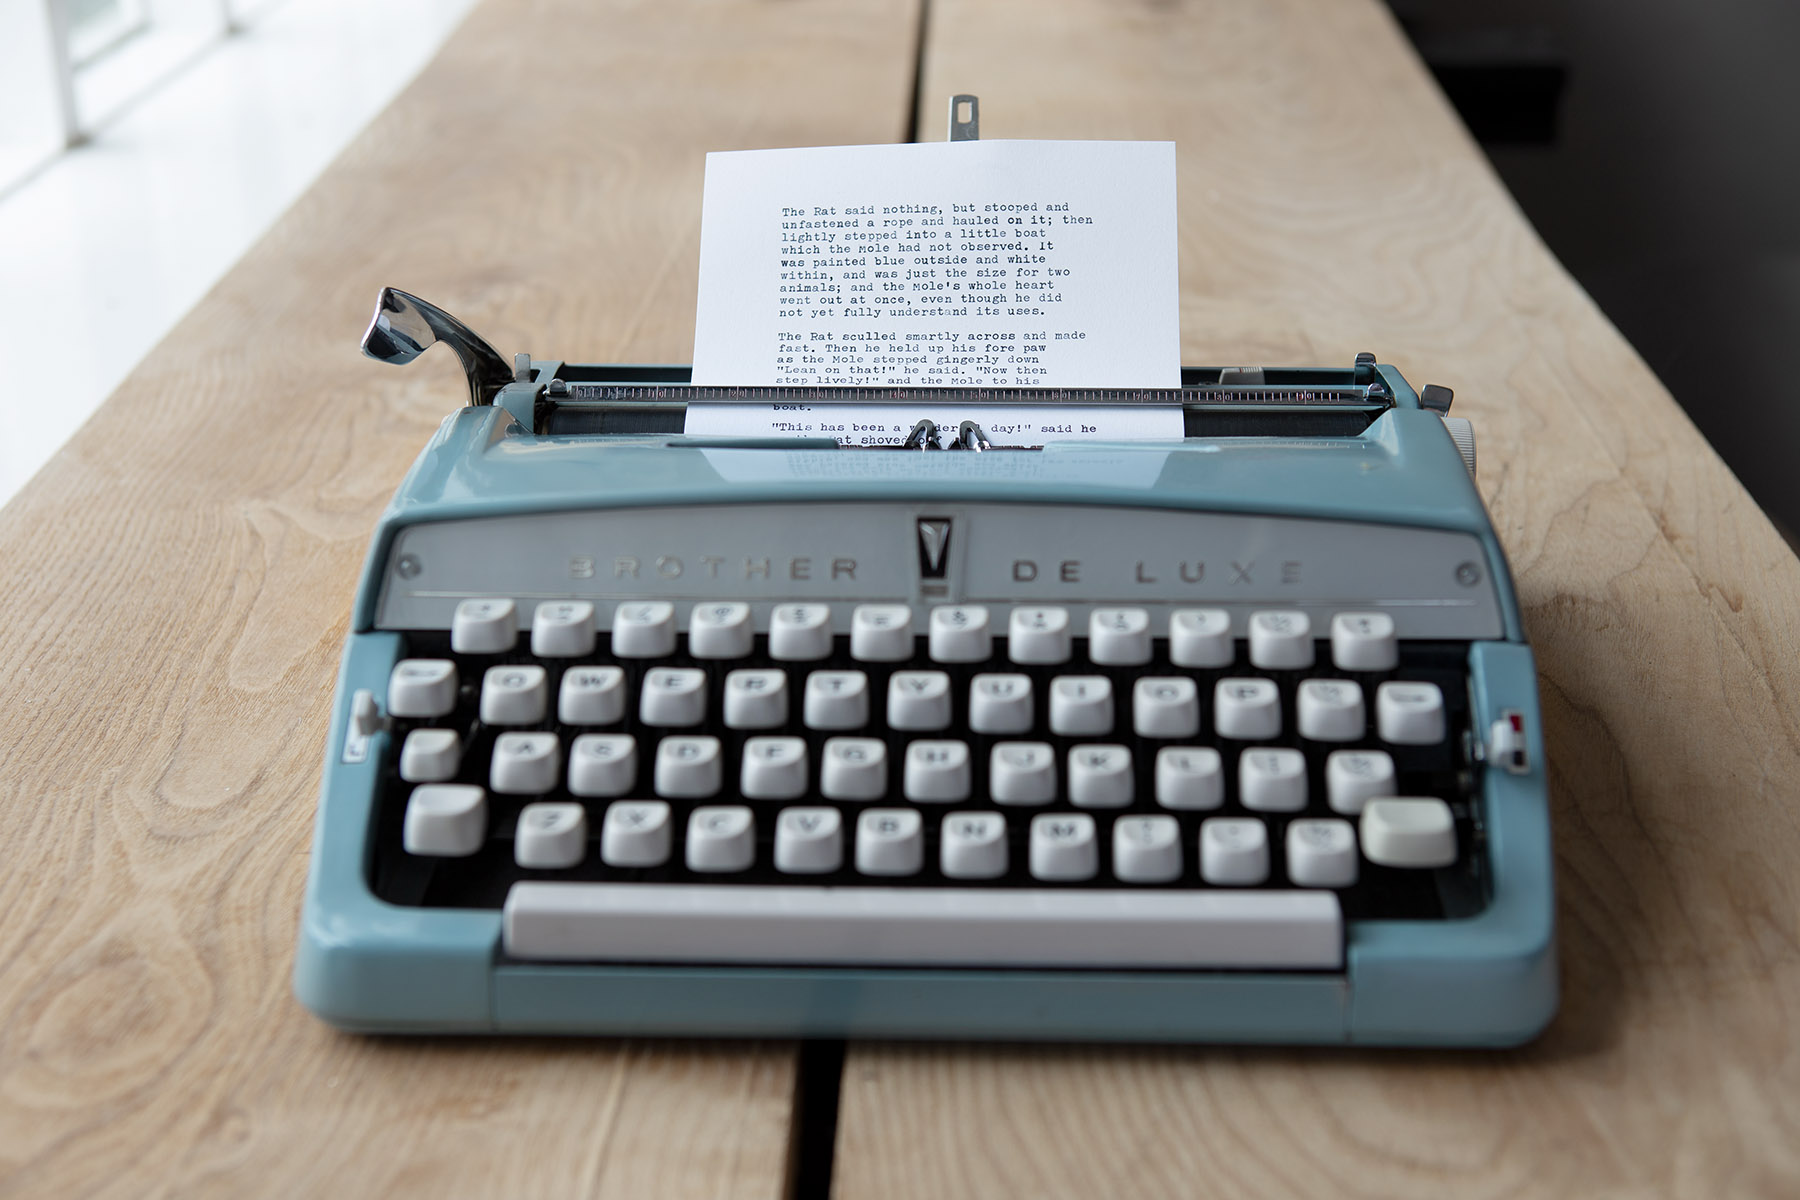 The Rat said nothing, but stooped and
unfastened a rope and hauled on it; then
lightly stepped into a little boat
which the Mole had not observed. It
was painted blue outside and white
within, and was just the size for two
animals; and the Mole's whole heart
went out at once, even though he did
not yet fully understand its uses.
The Rat sculled smartly across and made
fast. Then he held up his fore paw
as the Mole stepped gingerly down
"Lean on that!" he said. "Now then
step lively!" and the Mole to his
boat.
"This has been a day!" said he
shoved off
BROTHER DE LUXE
Q W E R T Y U I O P
A S D F G H J K L
Z X C V B N M